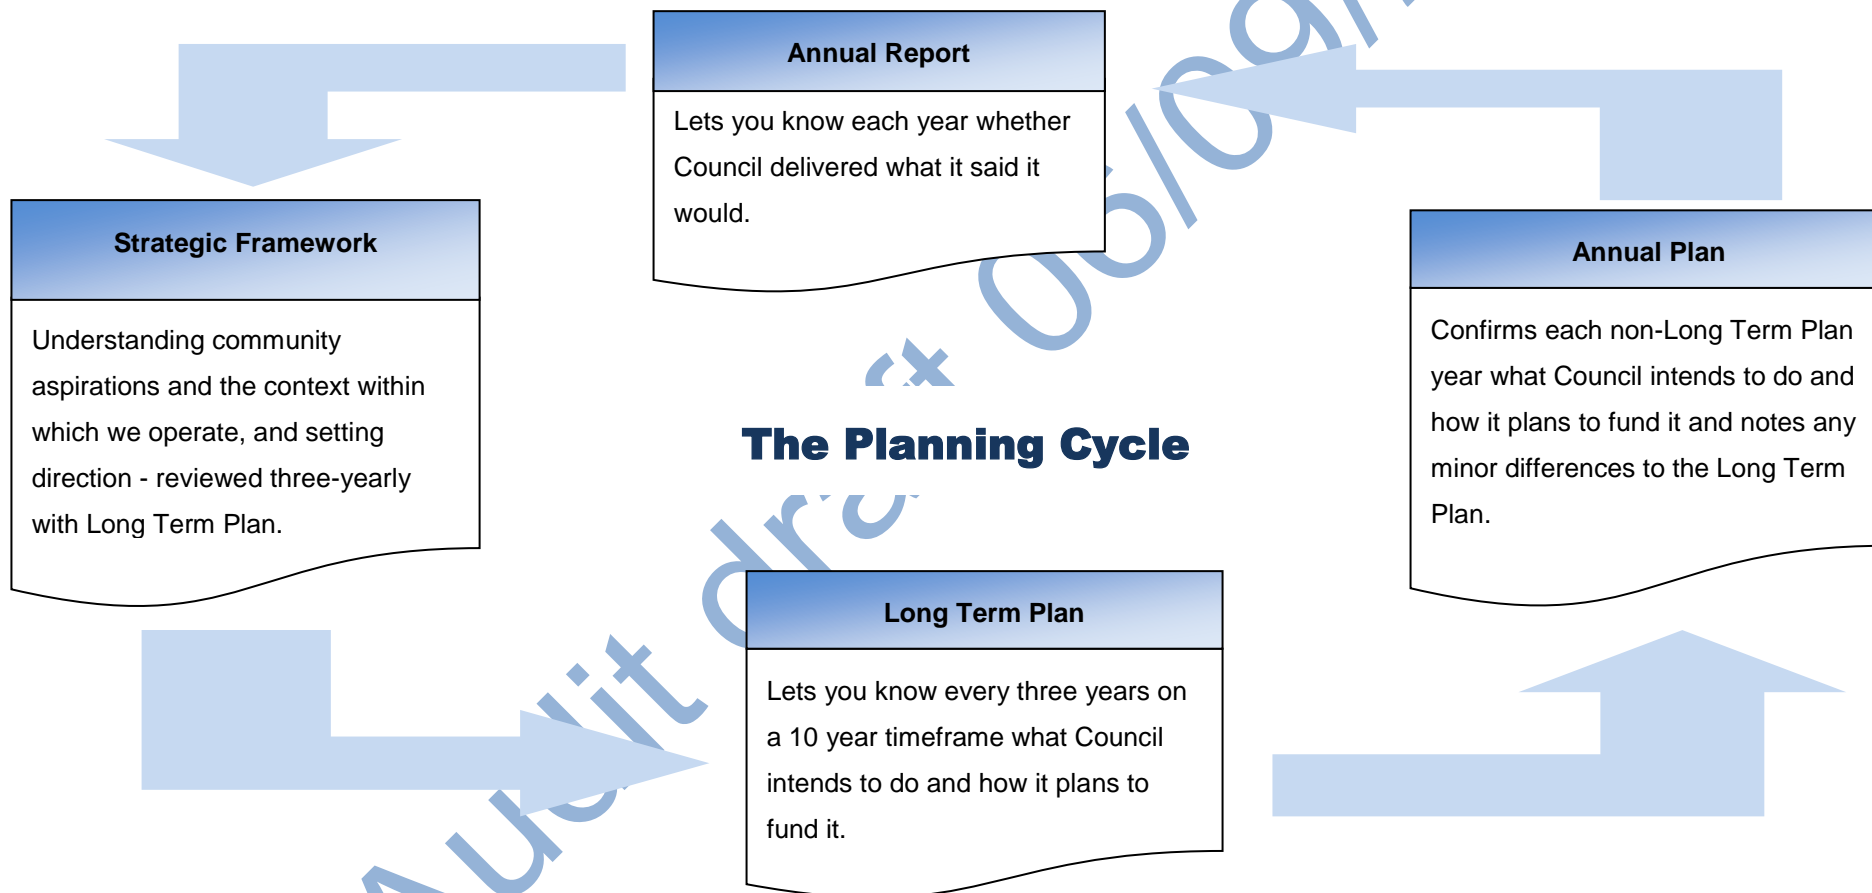 Annual Report
Lets you know each year whether
Council delivered what it said it
would.
Strategic Framework
Understanding community
aspirations and the context within
which we operate, and setting
direction - reviewed three-yearly
with Long Term Plan.
Annual Plan
Confirms each non-Long Term Plan
year what Council intends to do and
how it plans to fund it and notes any
minor differences to the Long Term
Plan.
The Planning Cycle
Long Term Plan
Lets you know every three years on
a 10 year timeframe what Council
intends to do and how it plans to
fund it.
Audit draft 06/09/